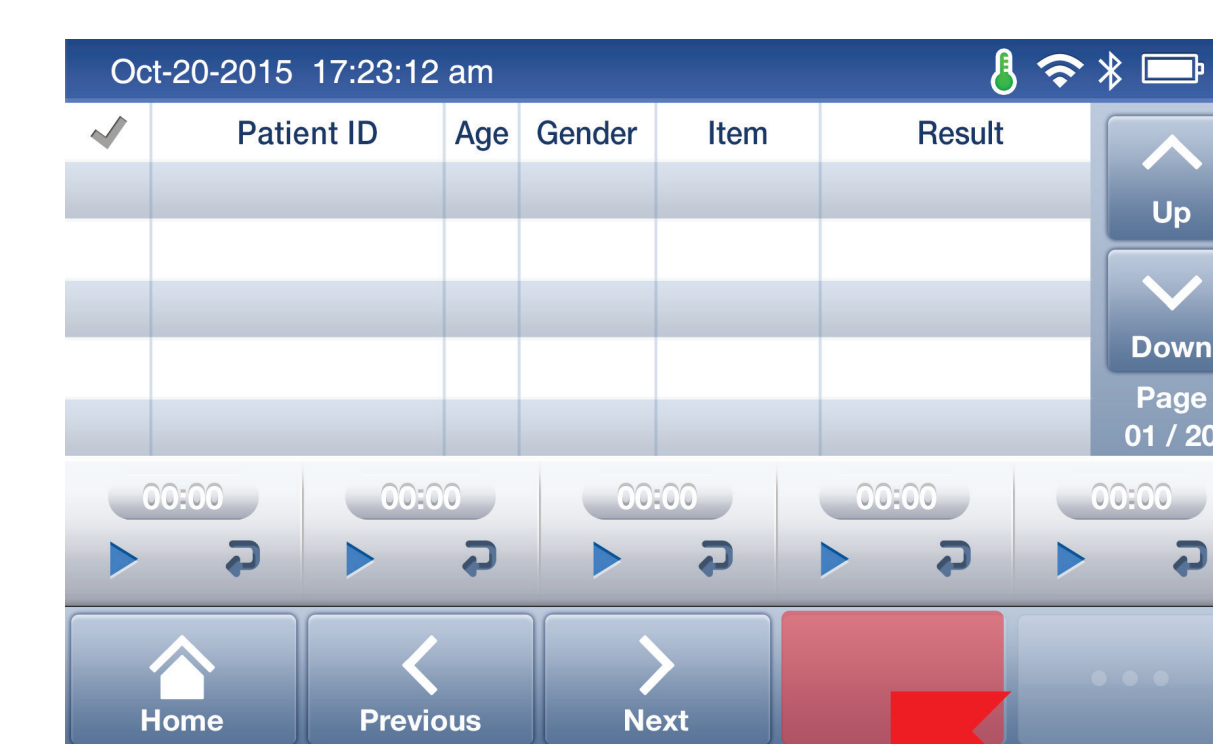 Oct-20-2015 17:23:12 am
Patient ID Age Gender Item Result
Up
Down
Page
01 / 20
00:00 00:00 00:00 00:00 00:00
Home Previous Next